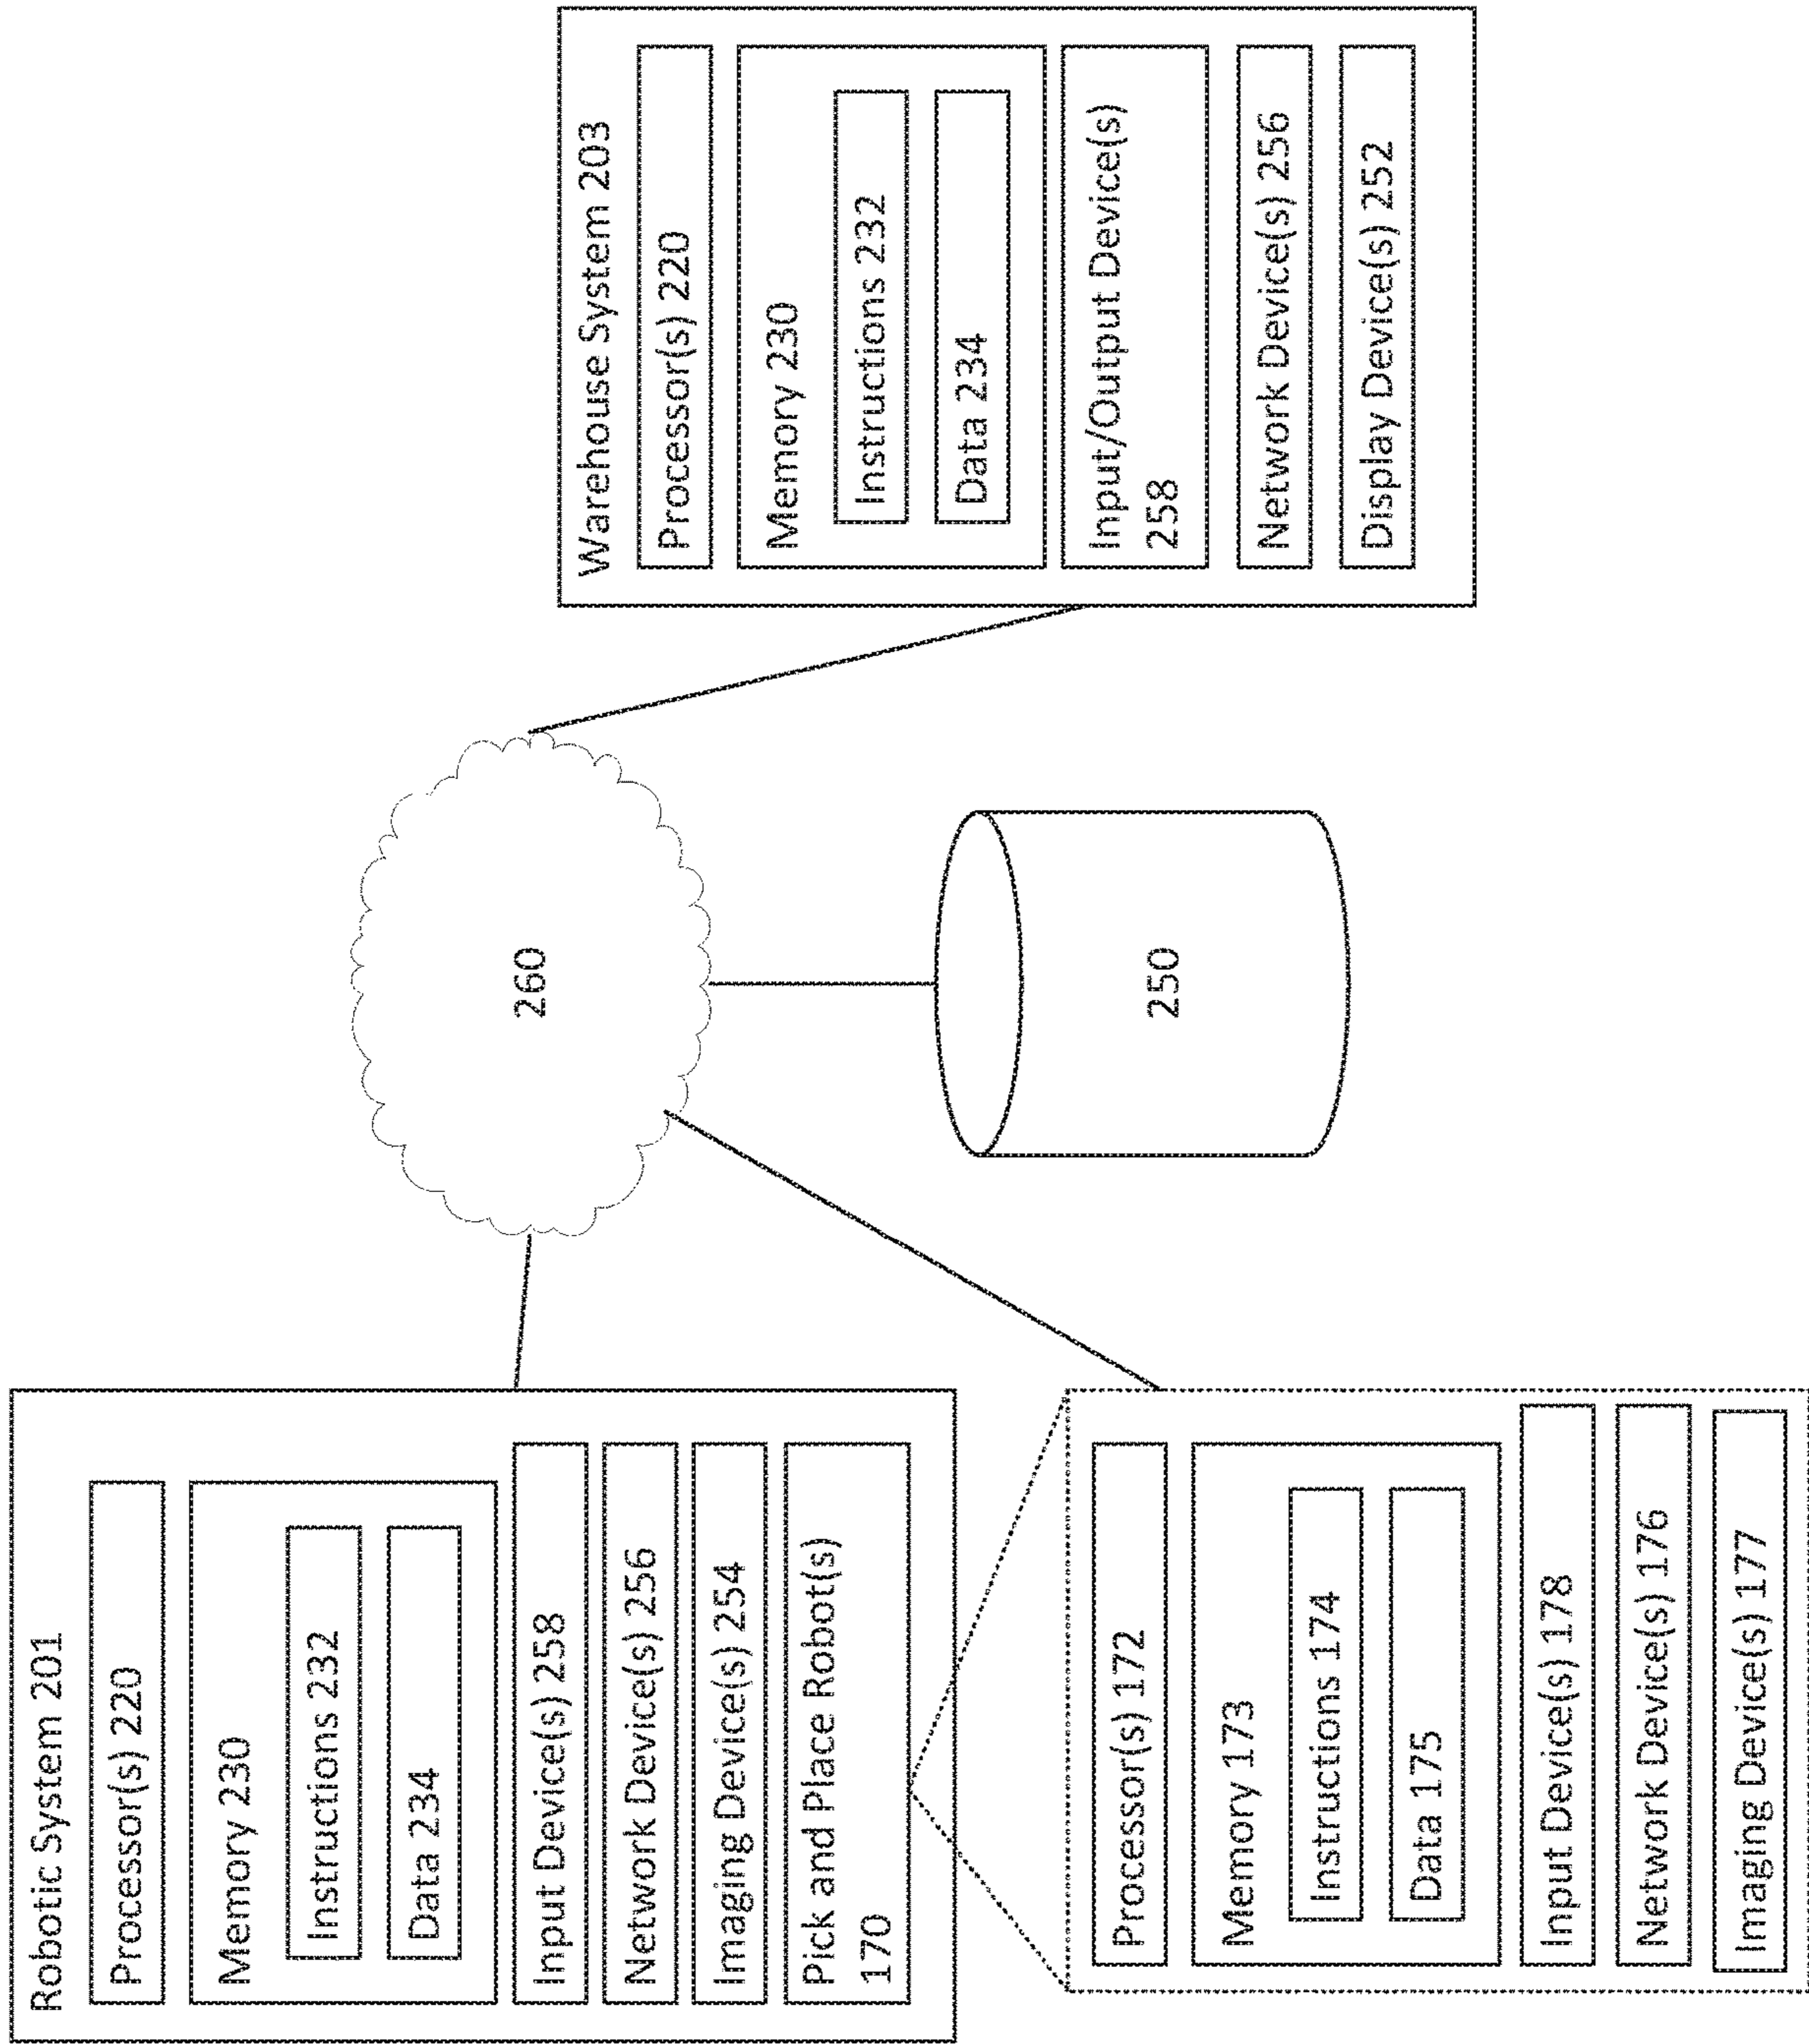 Robotic System 201
Processor(s) 220
Memory 230
Instructions 232
Data 234
Input Device(s) 258
Network Device(s) 256
Imaging Device(s) 254
Pick and Place Robot(s)
170
Processor(s) 172
Memory 173
Instructions 174
Data 175
Input Device(s) 178
Network Device(s) 176
Imaging Device(s) 177
260
250
Warehouse System 203
Processor(s) 220
Memory 230
Instructions 232
Data 234
Input/Output Device(s)
258
Network Device(s) 256
Display Device(s) 252